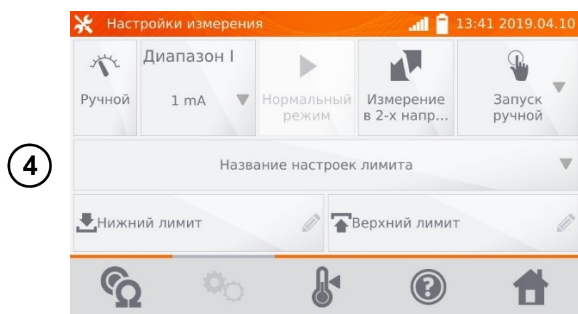 Настройки измерения 13:41 2019.04.10
Диапазон I
Ручной 1 mA Нормальный режим Измерение в 2-х напр... Запуск ручной
4
Название настроек лимита
Нижний лимит Верхний лимит